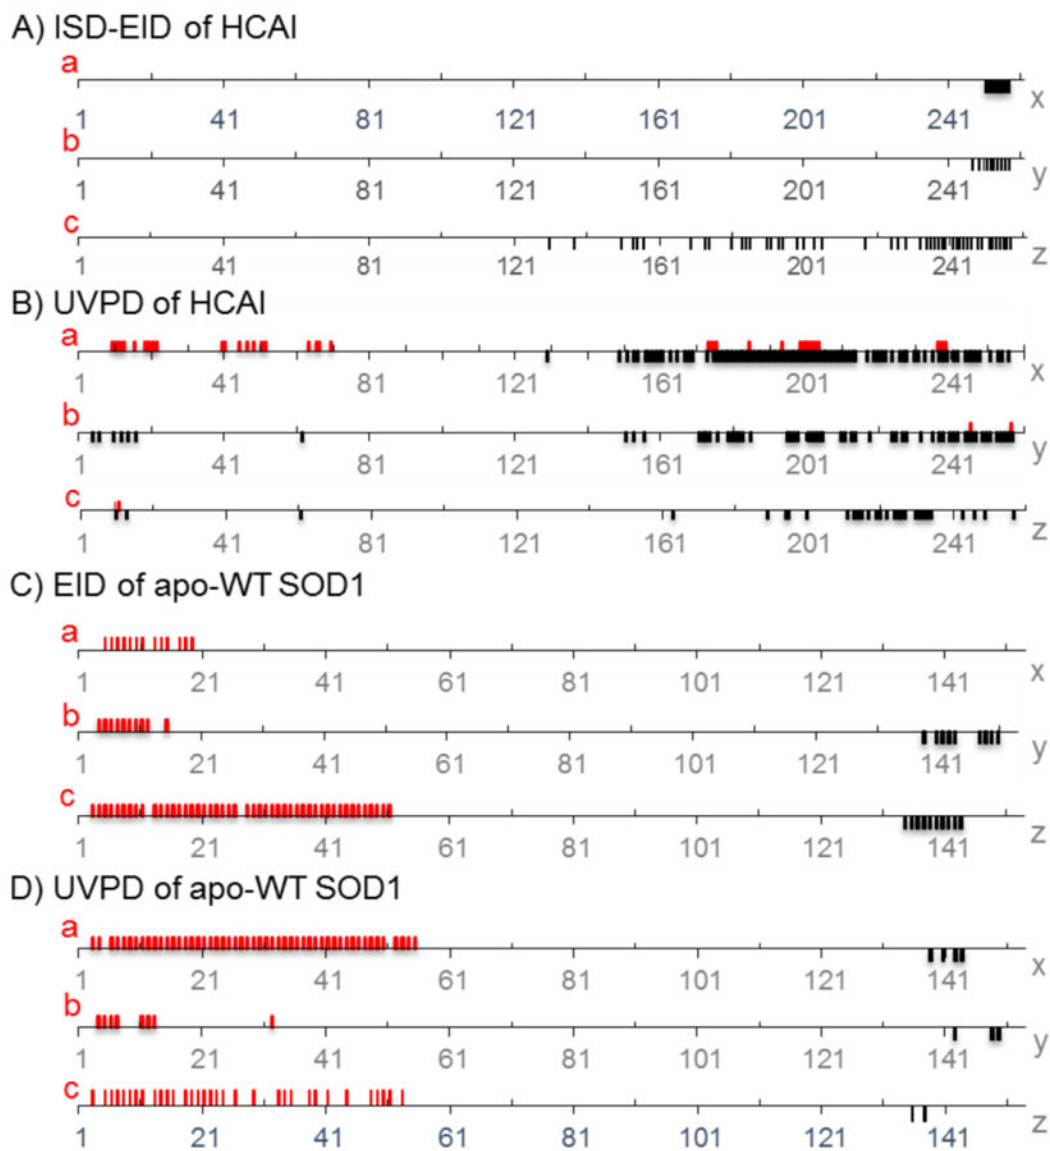 A) ISD-EID of HCAI
a
x
1 41 81 121 161 201 241
b
y
1 41 81 121 161 201 241
c
z
1 41 81 121 161 201 241
B) UVPD of HCAI
a
x
1 41 81 121 161 201 241
b
y
1 41 81 121 161 201 241
c
z
1 41 81 121 161 201 241
C) EID of apo-WT SOD1
a
x
1 21 41 61 81 101 121 141
b
y
1 21 41 61 81 101 121 141
c
z
1 21 41 61 81 101 121 141
D) UVPD of apo-WT SOD1
a
x
1 21 41 61 81 101 121 141
b
y
1 21 41 61 81 101 121 141
c
z
1 21 41 61 81 101 121 141